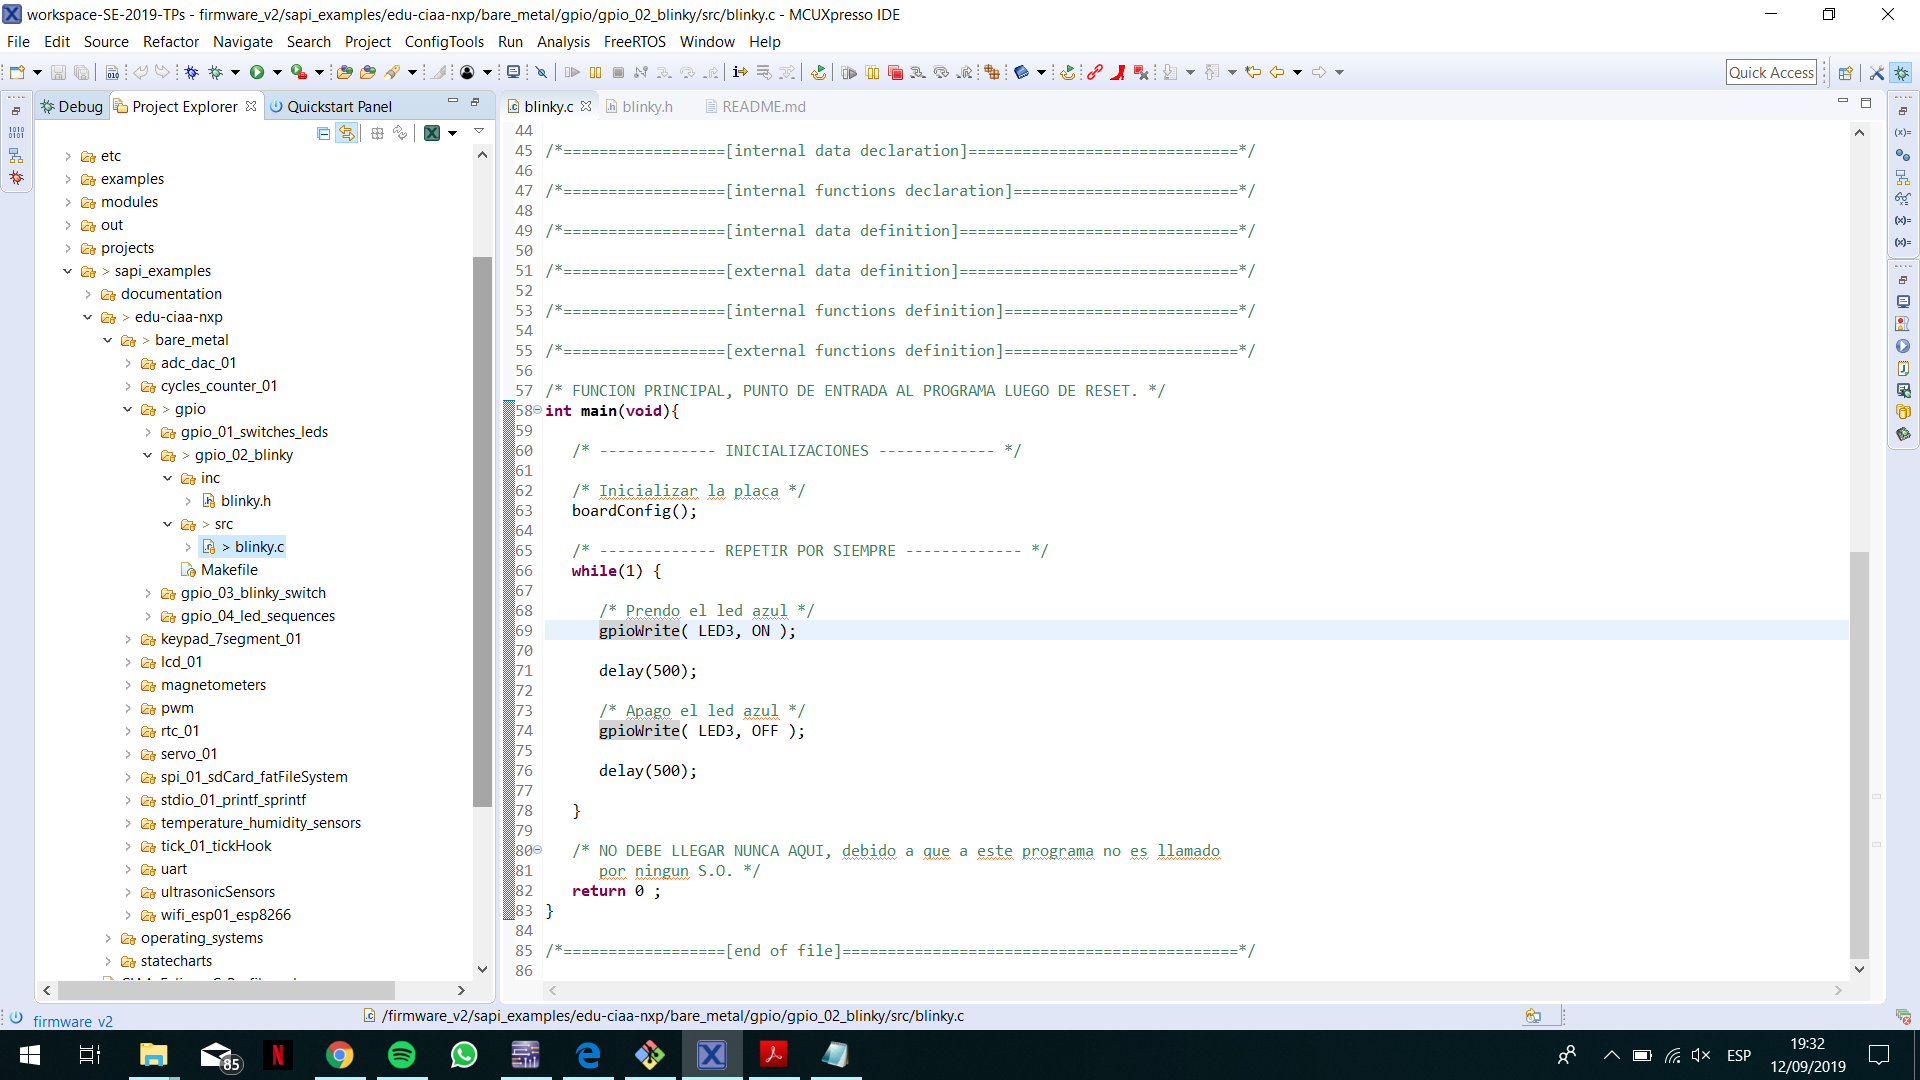 workspace-SE-2019-TPs - firmware_v2/sapi_examples/edu-ciaa-nxp/bare_metal/gpio/gpio_02_blinky/src/blinky.c - MCUXpresso IDE
File Edit Source Refactor Navigate Search Project ConfigTools Run Analysis FreeRTOS Window Help
Quick Access
Debug Project Explorer Quickstart Panel
etc
examples
modules
out
projects
> sapi_examples
documentation
> edu-ciaa-nxp
> bare_metal
adc_dac_01
cycles_counter_01
> gpio
gpio_01_switches_leds
> gpio_02_blinky
inc
blinky.h
> src
> blinky.c
Makefile
gpio_03_blinky_switch
gpio_04_led_sequences
keypad_7segment_01
lcd_01
magnetometers
pwm
rtc_01
servo_01
spi_01_sdCard_fatFileSystem
stdio_01_printf_sprintf
temperature_humidity_sensors
tick_01_tickHook
uart
ultrasonicSensors
wifi_esp01_esp8266
operating_systems
statecharts
blinky.c blinky.h README.md
44
45 /*==================[internal data declaration]==============================*/
46
47 /*==================[internal functions declaration]=========================*/
48
49 /*==================[internal data definition]===============================*/
50
51 /*==================[external data definition]===============================*/
52
53 /*==================[internal functions definition]==========================*/
54
55 /*==================[external functions definition]==========================*/
56
57 /* FUNCION PRINCIPAL, PUNTO DE ENTRADA AL PROGRAMA LUEGO DE RESET. */
58 int main(void){
59
60 /* ------------- INICIALIZACIONES ------------- */
61
62 /* Inicializar la placa */
63 boardConfig();
64
65 /* ------------- REPETIR POR SIEMPRE ------------- */
66 while(1) {
67
68 /* Prendo el led azul */
69 gpioWrite( LED3, ON );
70
71 delay(500);
72
73 /* Apago el led azul */
74 gpioWrite( LED3, OFF );
75
76 delay(500);
77
78 }
79
80 /* NO DEBE LLEGAR NUNCA AQUI, debido a que a este programa no es llamado
81 por ningun S.O. */
82 return 0 ;
83 }
84
85 /*==================[end of file]============================================*/
86
firmware_v2
/firmware_v2/sapi_examples/edu-ciaa-nxp/bare_metal/gpio/gpio_02_blinky/src/blinky.c
85
ESP
19:32
12/09/2019